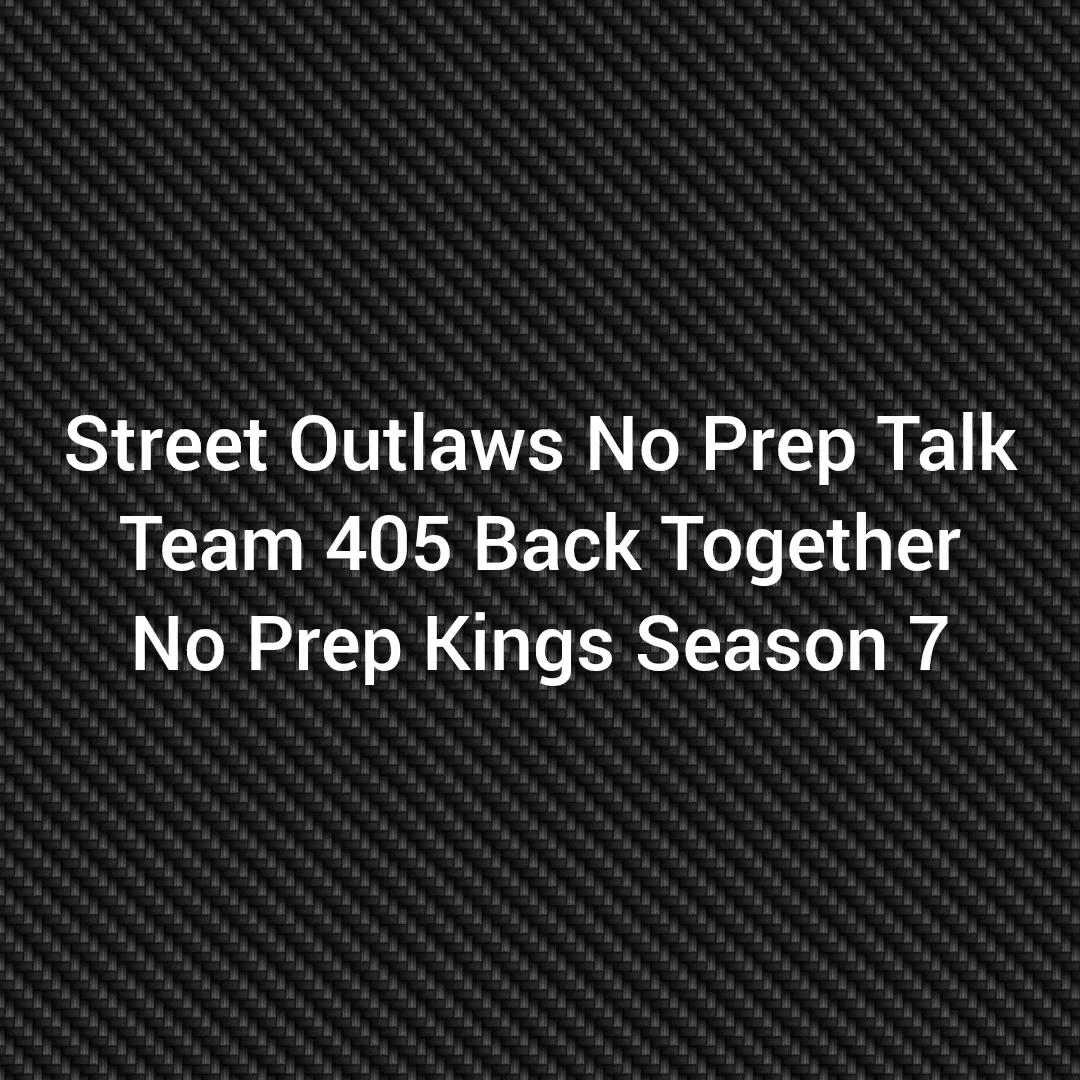 Street Outlaws No Prep Talk
Team 405 Back Together
No Prep Kings Season 7